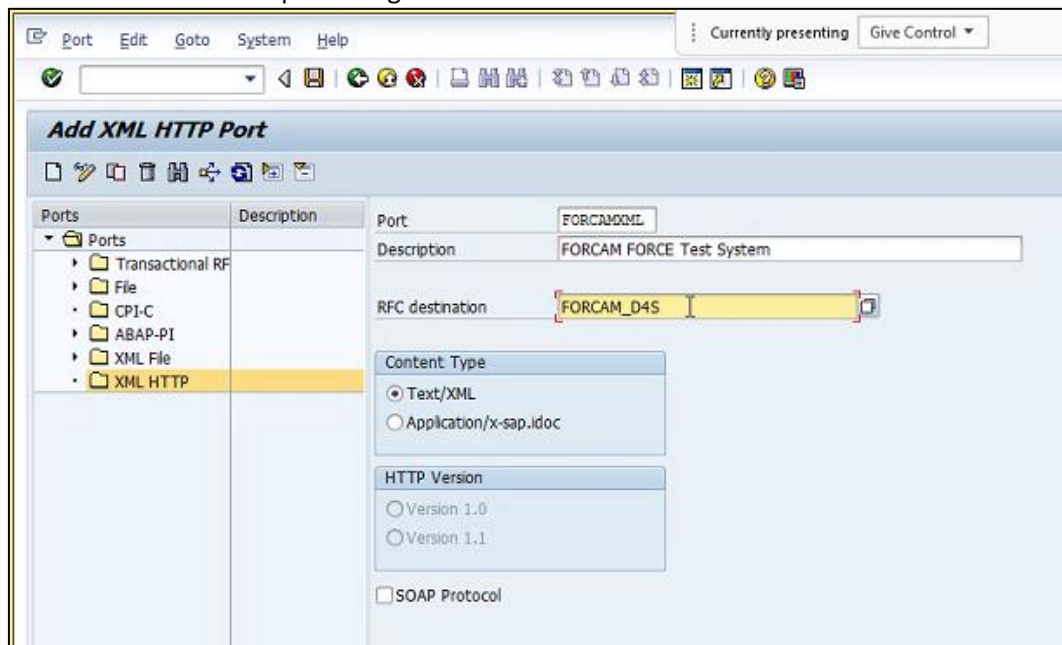 Port Edit Goto System Help
Currently presenting Give Control
Add XML HTTP Port
Ports Description
Ports
Transactional RF
File
CPI-C
ABAP-PI
XML File
XML HTTP
Port FORCAMXML
Description FORCAM FORCE Test System
RFC destination FORCAM_D4S
Content Type
Text/XML
Application/x-sap.idoc
HTTP Version
Version 1.0
Version 1.1
SOAP Protocol